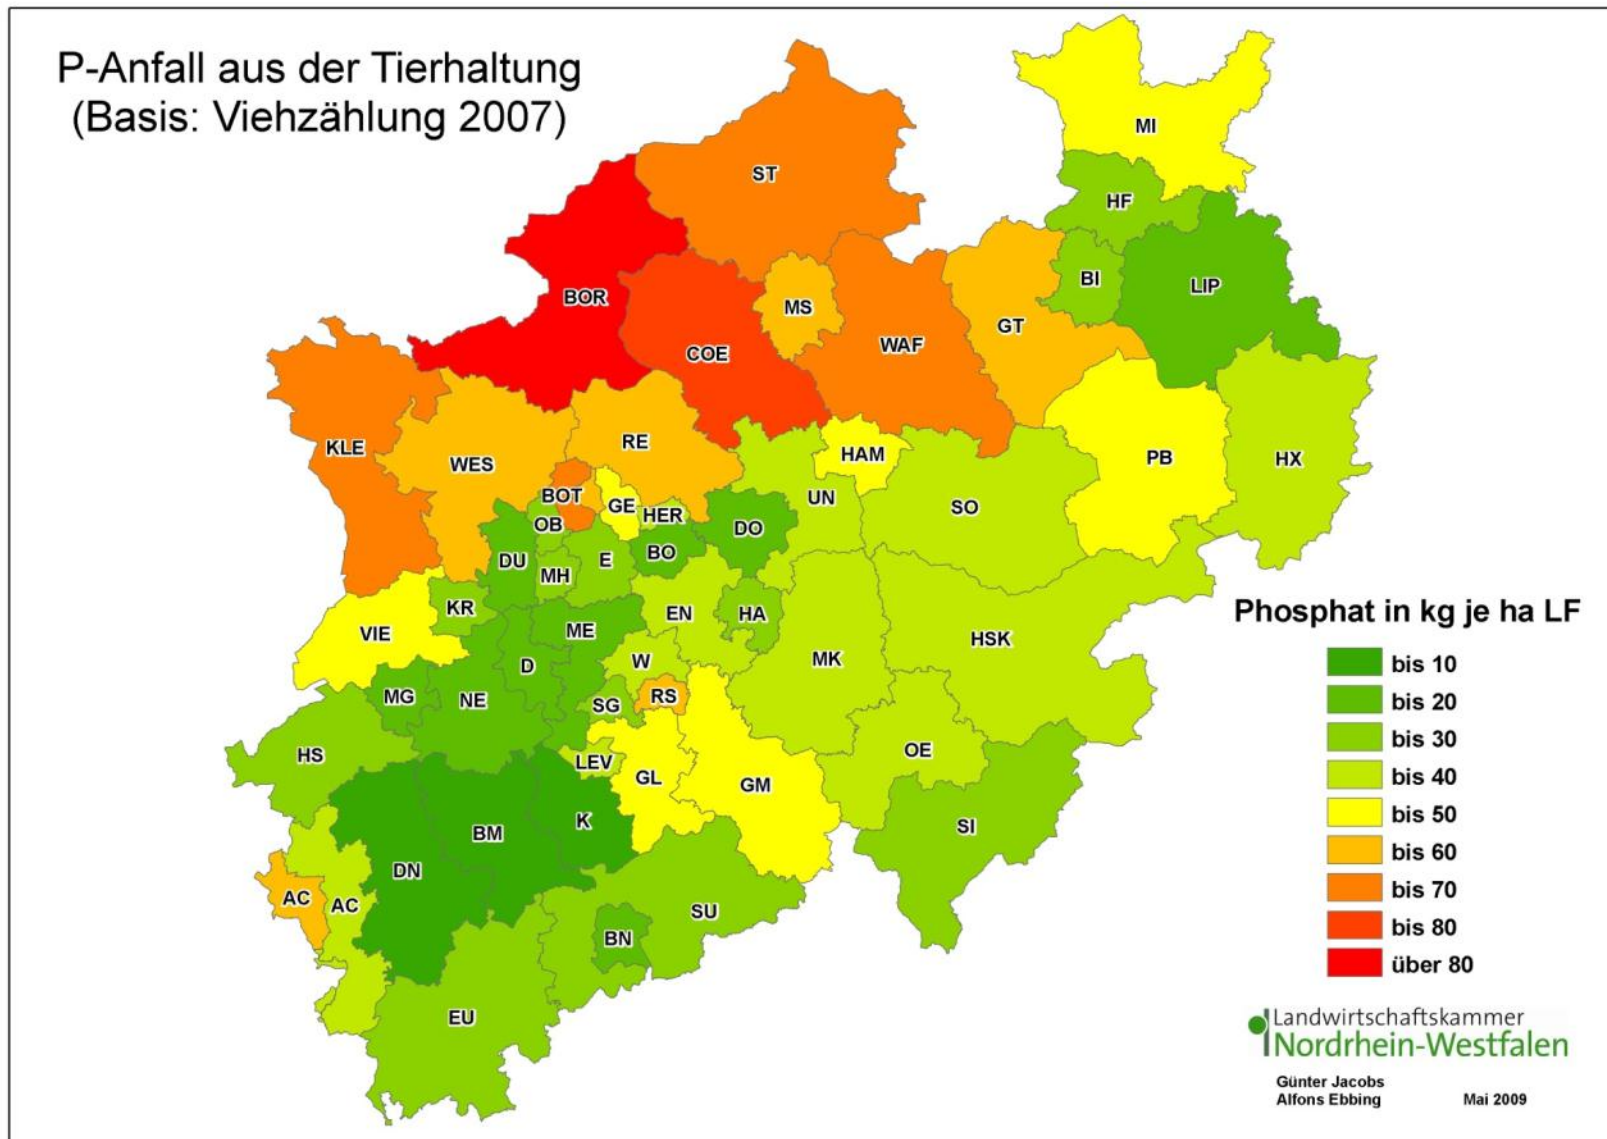 P-Anfall aus der Tierhaltung
(Basis: Viehzählung 2007)
MI
ST
HF
BI
LIP
BOR
MS
GT
COE
WAF
KLE
WES
RE
HAM
PB
HX
BOT
GE
UN
SO
OB
HER
DO
DU
MH
E
BO
KR
EN
HA
VIE
ME
HSK
D
W
MK
MG
NE
SG
RS
HS
LEV
GL
GM
OE
BM
K
SI
DN
AC
AC
SU
BN
EU
Phosphat in kg je ha LF
bis 10
bis 20
bis 30
bis 40
bis 50
bis 60
bis 70
bis 80
über 80
Landwirtschaftskammer
Nordrhein-Westfalen
Günter Jacobs
Alfons Ebbing Mai 2009